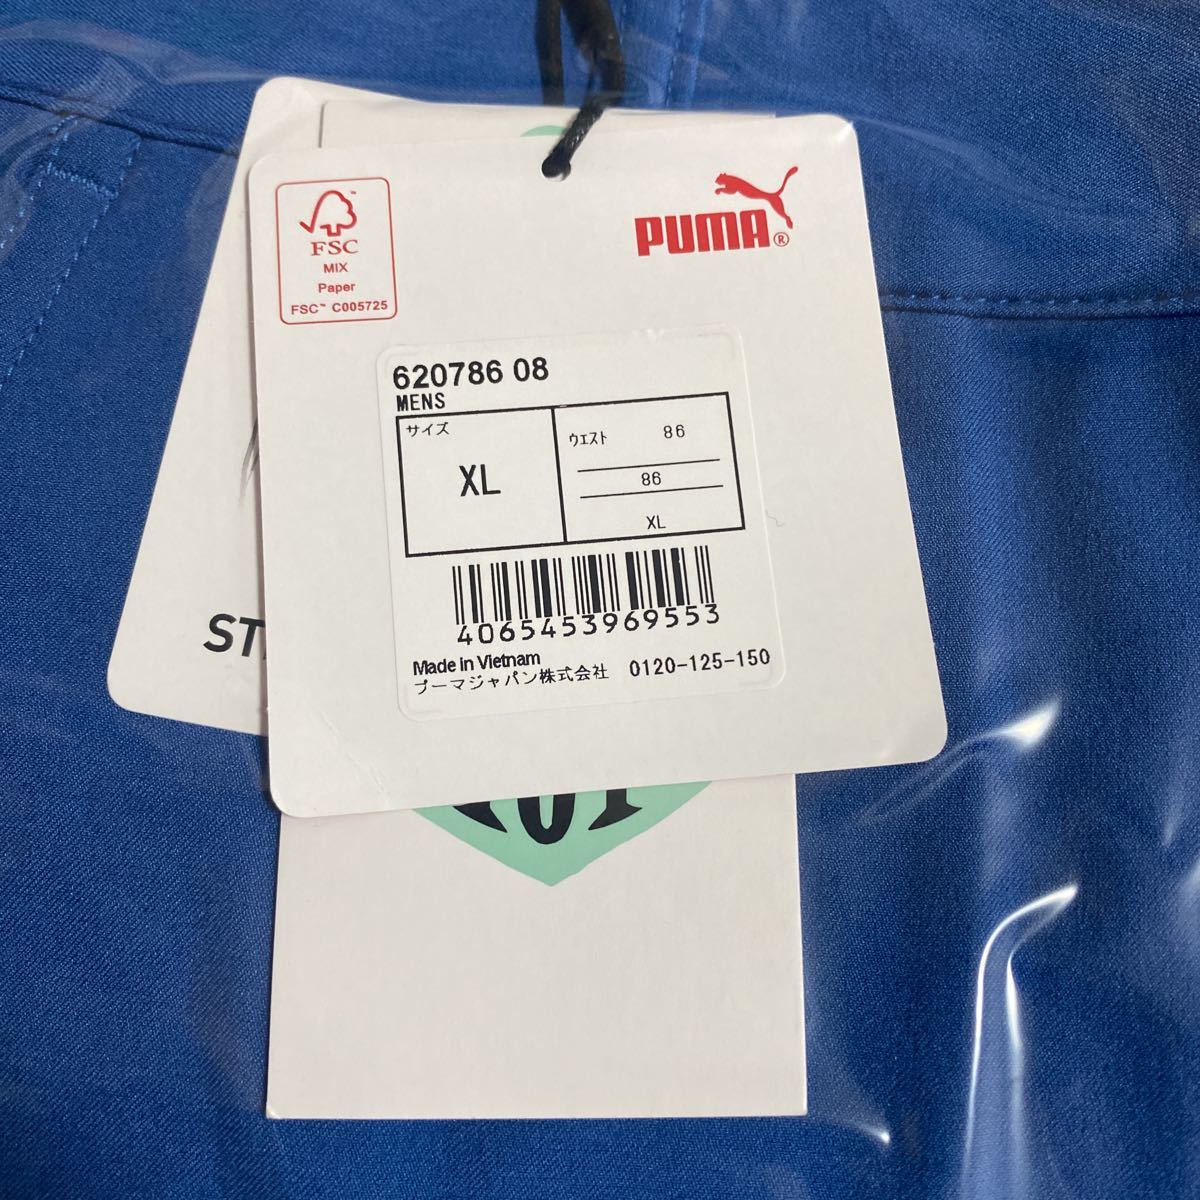 FSC
MIX
Paper
FSC™ C005725
PUMA®
620786 08
MENS
サイズ
XL
ウエスト 86
86
XL
4065453969553
Made in Vietnam
プーマジャパン株式会社 0120-125-150